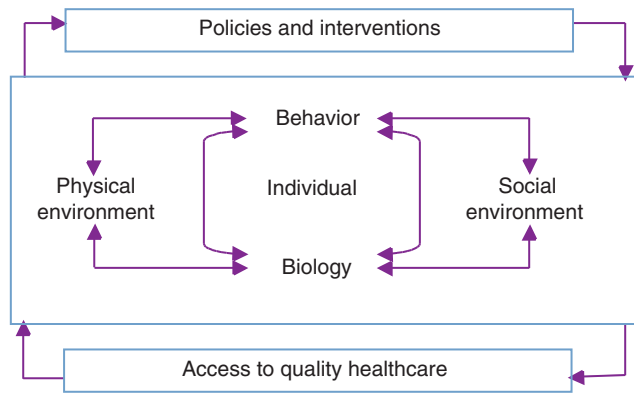 Policies and interventions
Behavior
Physical
environment
Individual
Social
environment
Biology
Access to quality healthcare